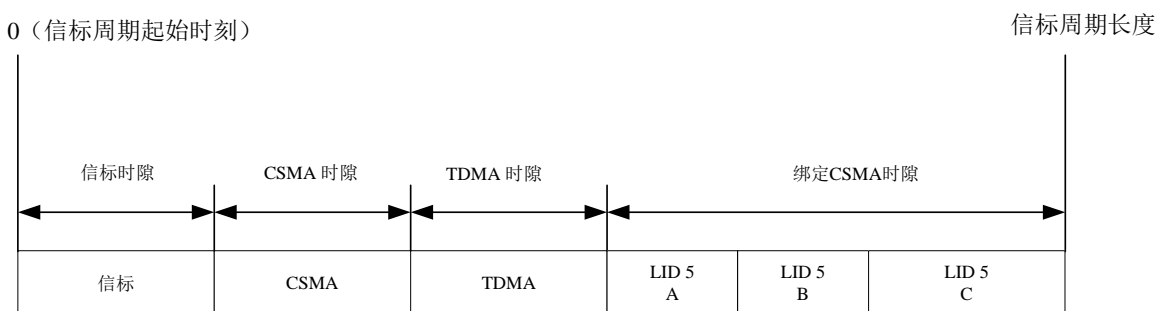 0（信标周期起始时刻）
信标周期长度
信标时隙
CSMA 时隙
TDMA 时隙
绑定CSMA时隙
信标
CSMA
TDMA
LID 5
A
LID 5
B
LID 5
C